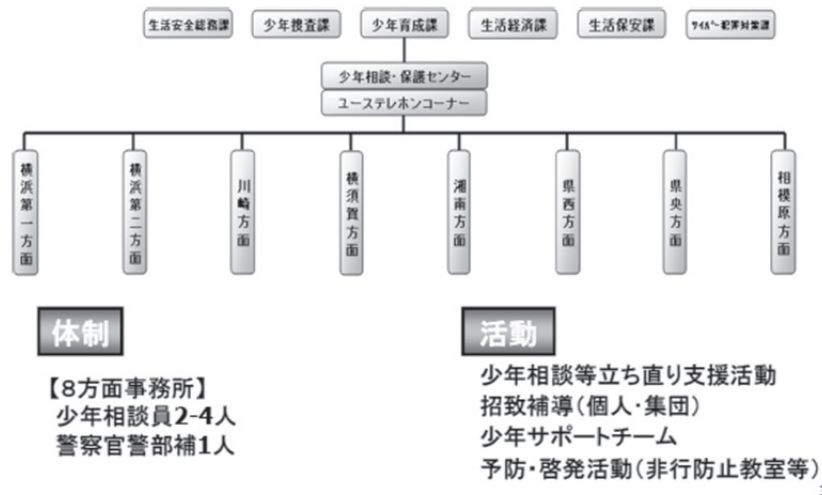 生活安全総務課
少年捜査課
少年育成課
生活経済課
生活保安課
サイバー犯罪対策課
少年相談・保護センター
ユーステレホンコーナー
横浜第一方面
横浜第二方面
川崎方面
横須賀方面
湘南方面
県西方面
県央方面
相模原方面
体制
【8方面事務所】
少年相談員2-4人
警察官警部補1人
活動
少年相談等立ち直り支援活動
招致補導(個人・集団)
少年サポートチーム
予防・啓発活動(非行防止教室等)